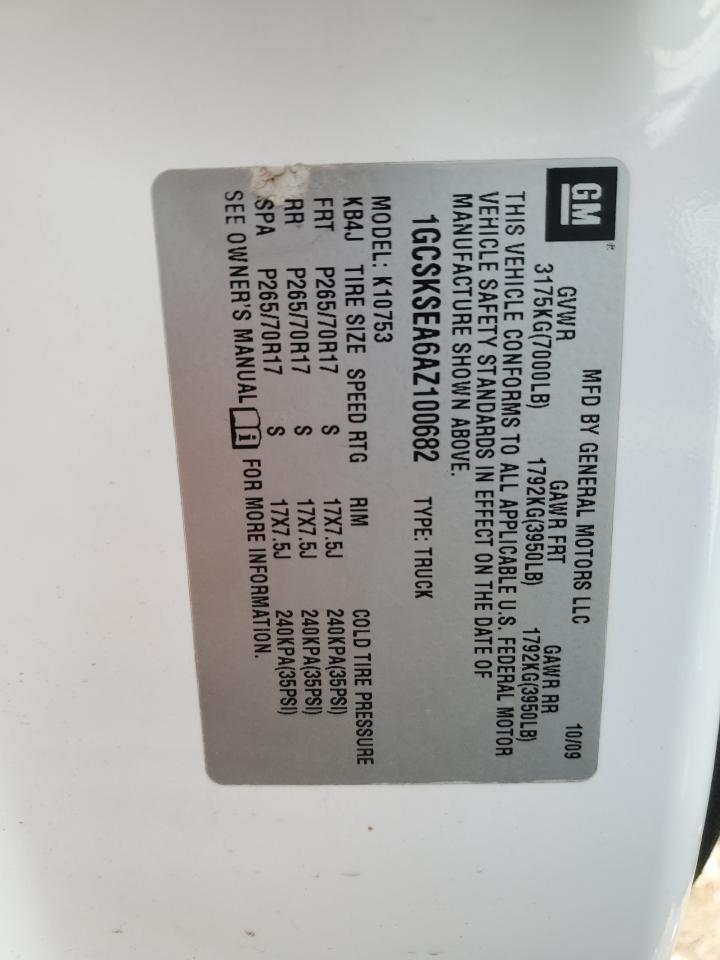 GM
MFD BY GENERAL MOTORS LLC 10/09
GVWR GAWR FRT GAWR RR
3175KG(7000LB) 1792KG(3950LB) 1792KG(3950LB)
THIS VEHICLE CONFORMS TO ALL APPLICABLE U.S. FEDERAL MOTOR
VEHICLE SAFETY STANDARDS IN EFFECT ON THE DATE OF
MANUFACTURE SHOWN ABOVE.
1GCSKSEA6AZ100682 TYPE: TRUCK
MODEL: K10753
KB4J TIRE SIZE SPEED RTG RIM COLD TIRE PRESSURE
FRT P265/70R17 S 17X7.5J 240KPA(35PSI)
RR P265/70R17 S 17X7.5J 240KPA(35PSI)
SPA P265/70R17 S 17X7.5J 240KPA(35PSI)
SEE OWNER'S MANUAL i FOR MORE INFORMATION.